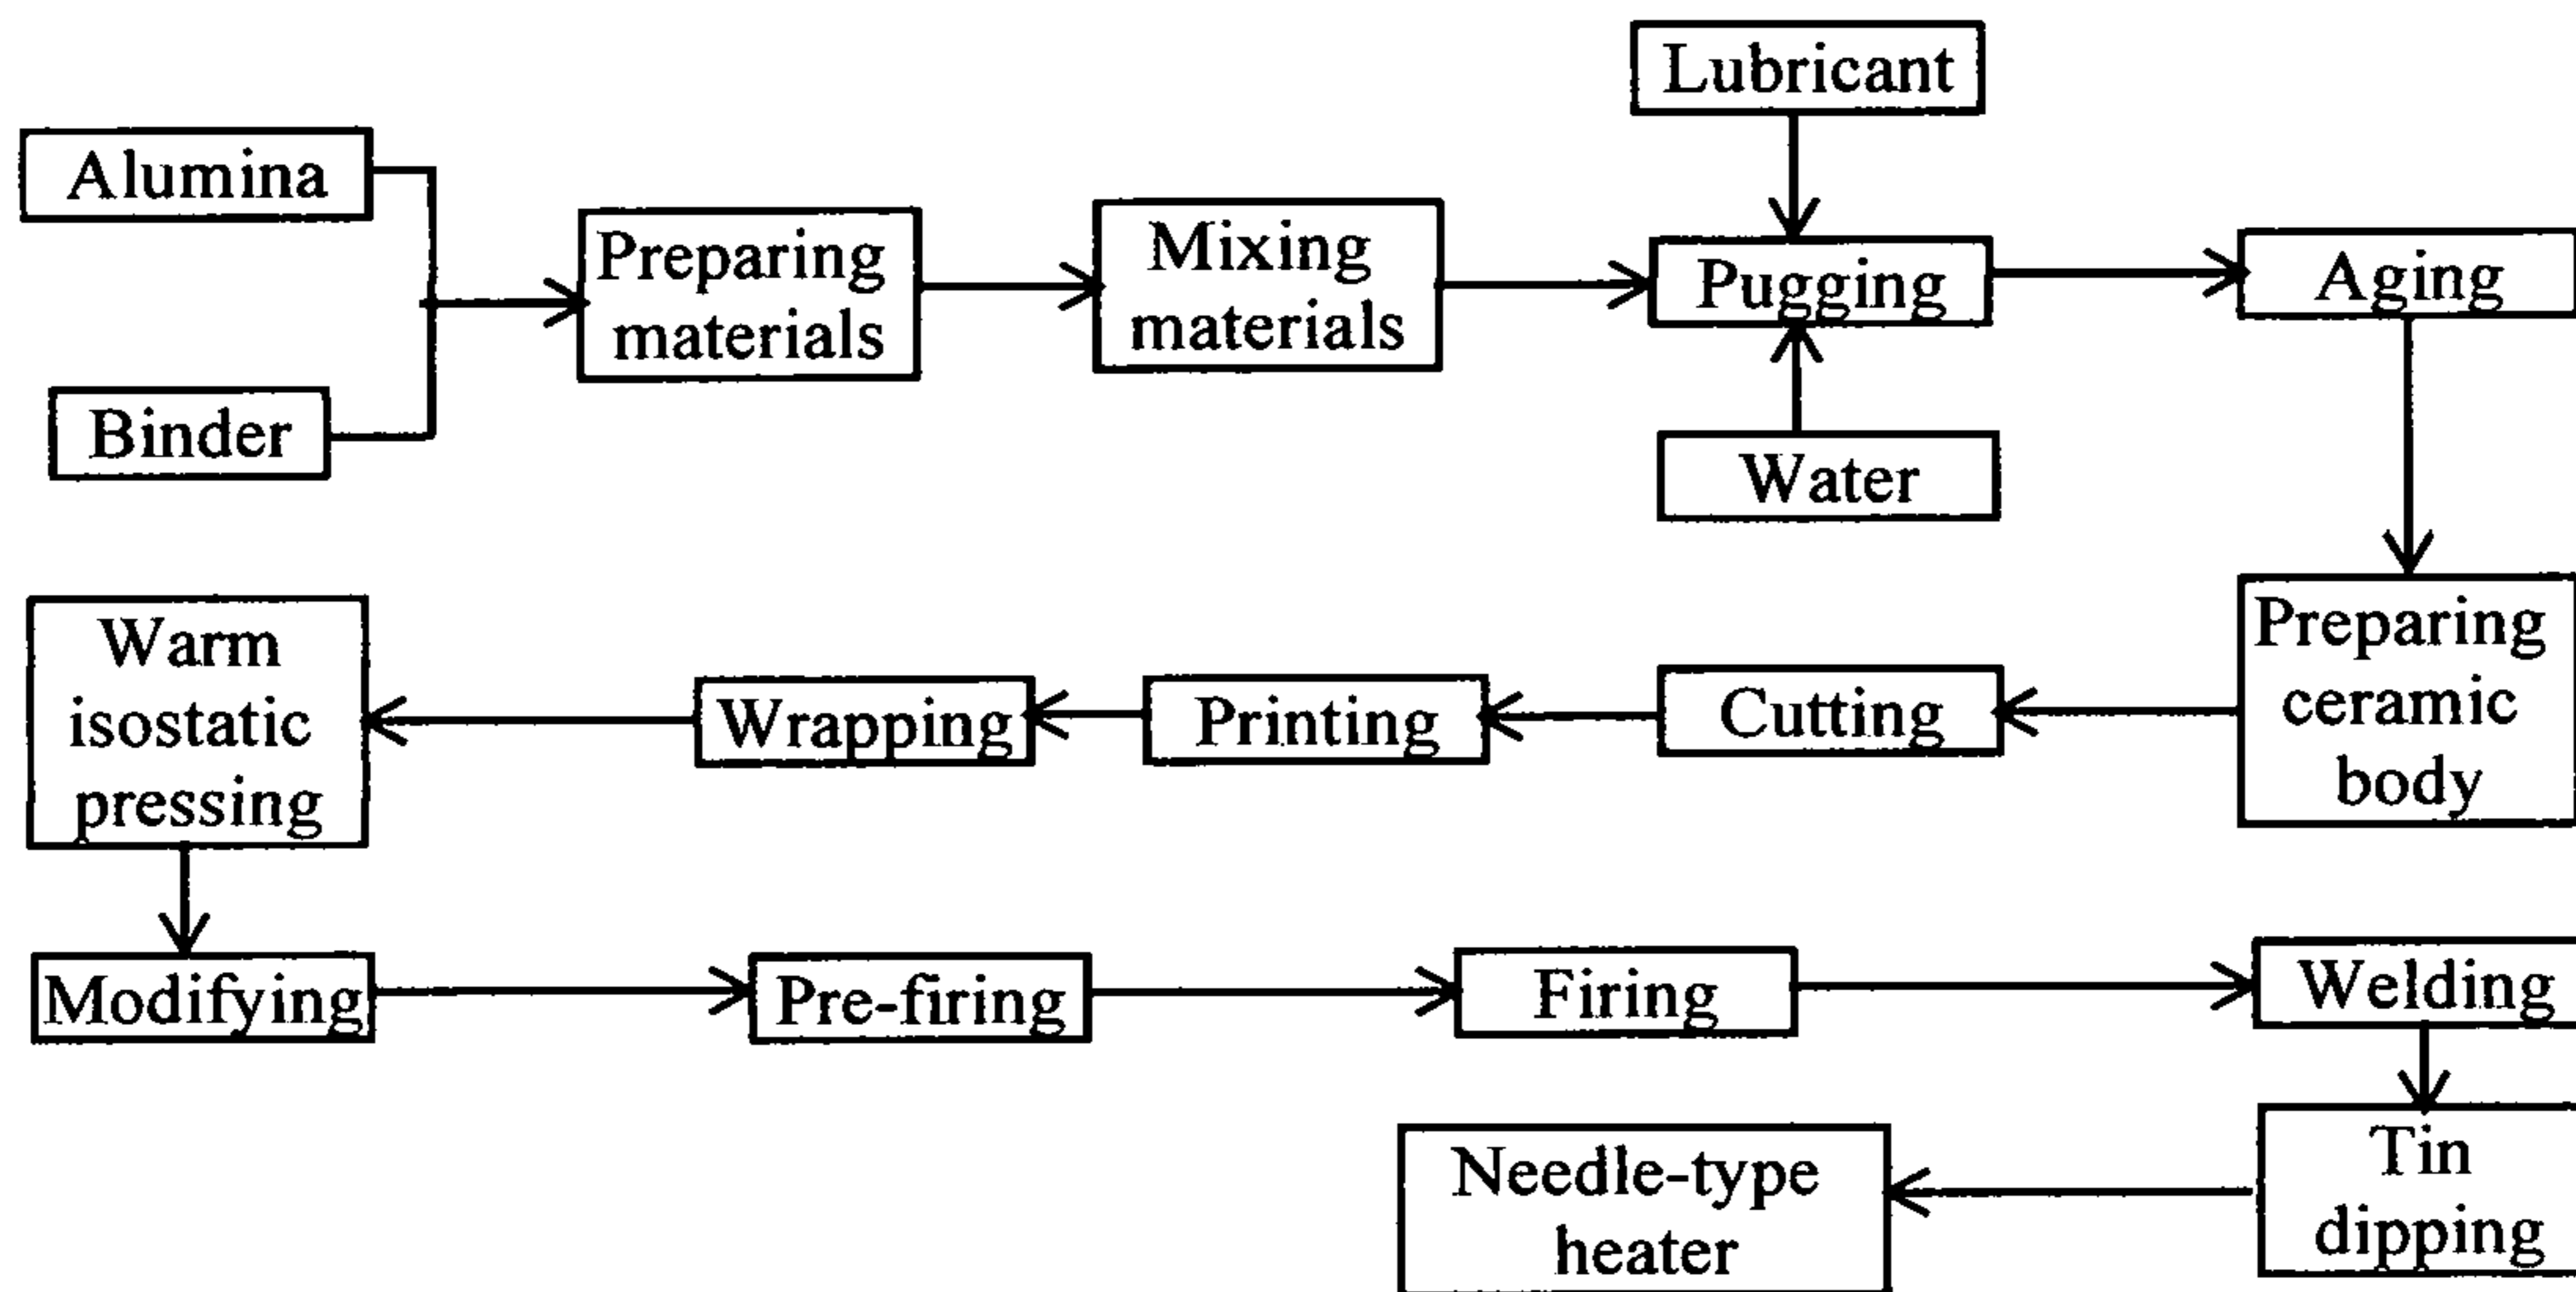 Lubricant
Alumina
Preparing
materials
Mixing
materials
Pugging
Aging
Binder
Water
Warm
isostatic
pressing
Wrapping
Printing
Cutting
Preparing
ceramic
body
Modifying
Pre-firing
Firing
Welding
Needle-type
heater
Tin
dipping